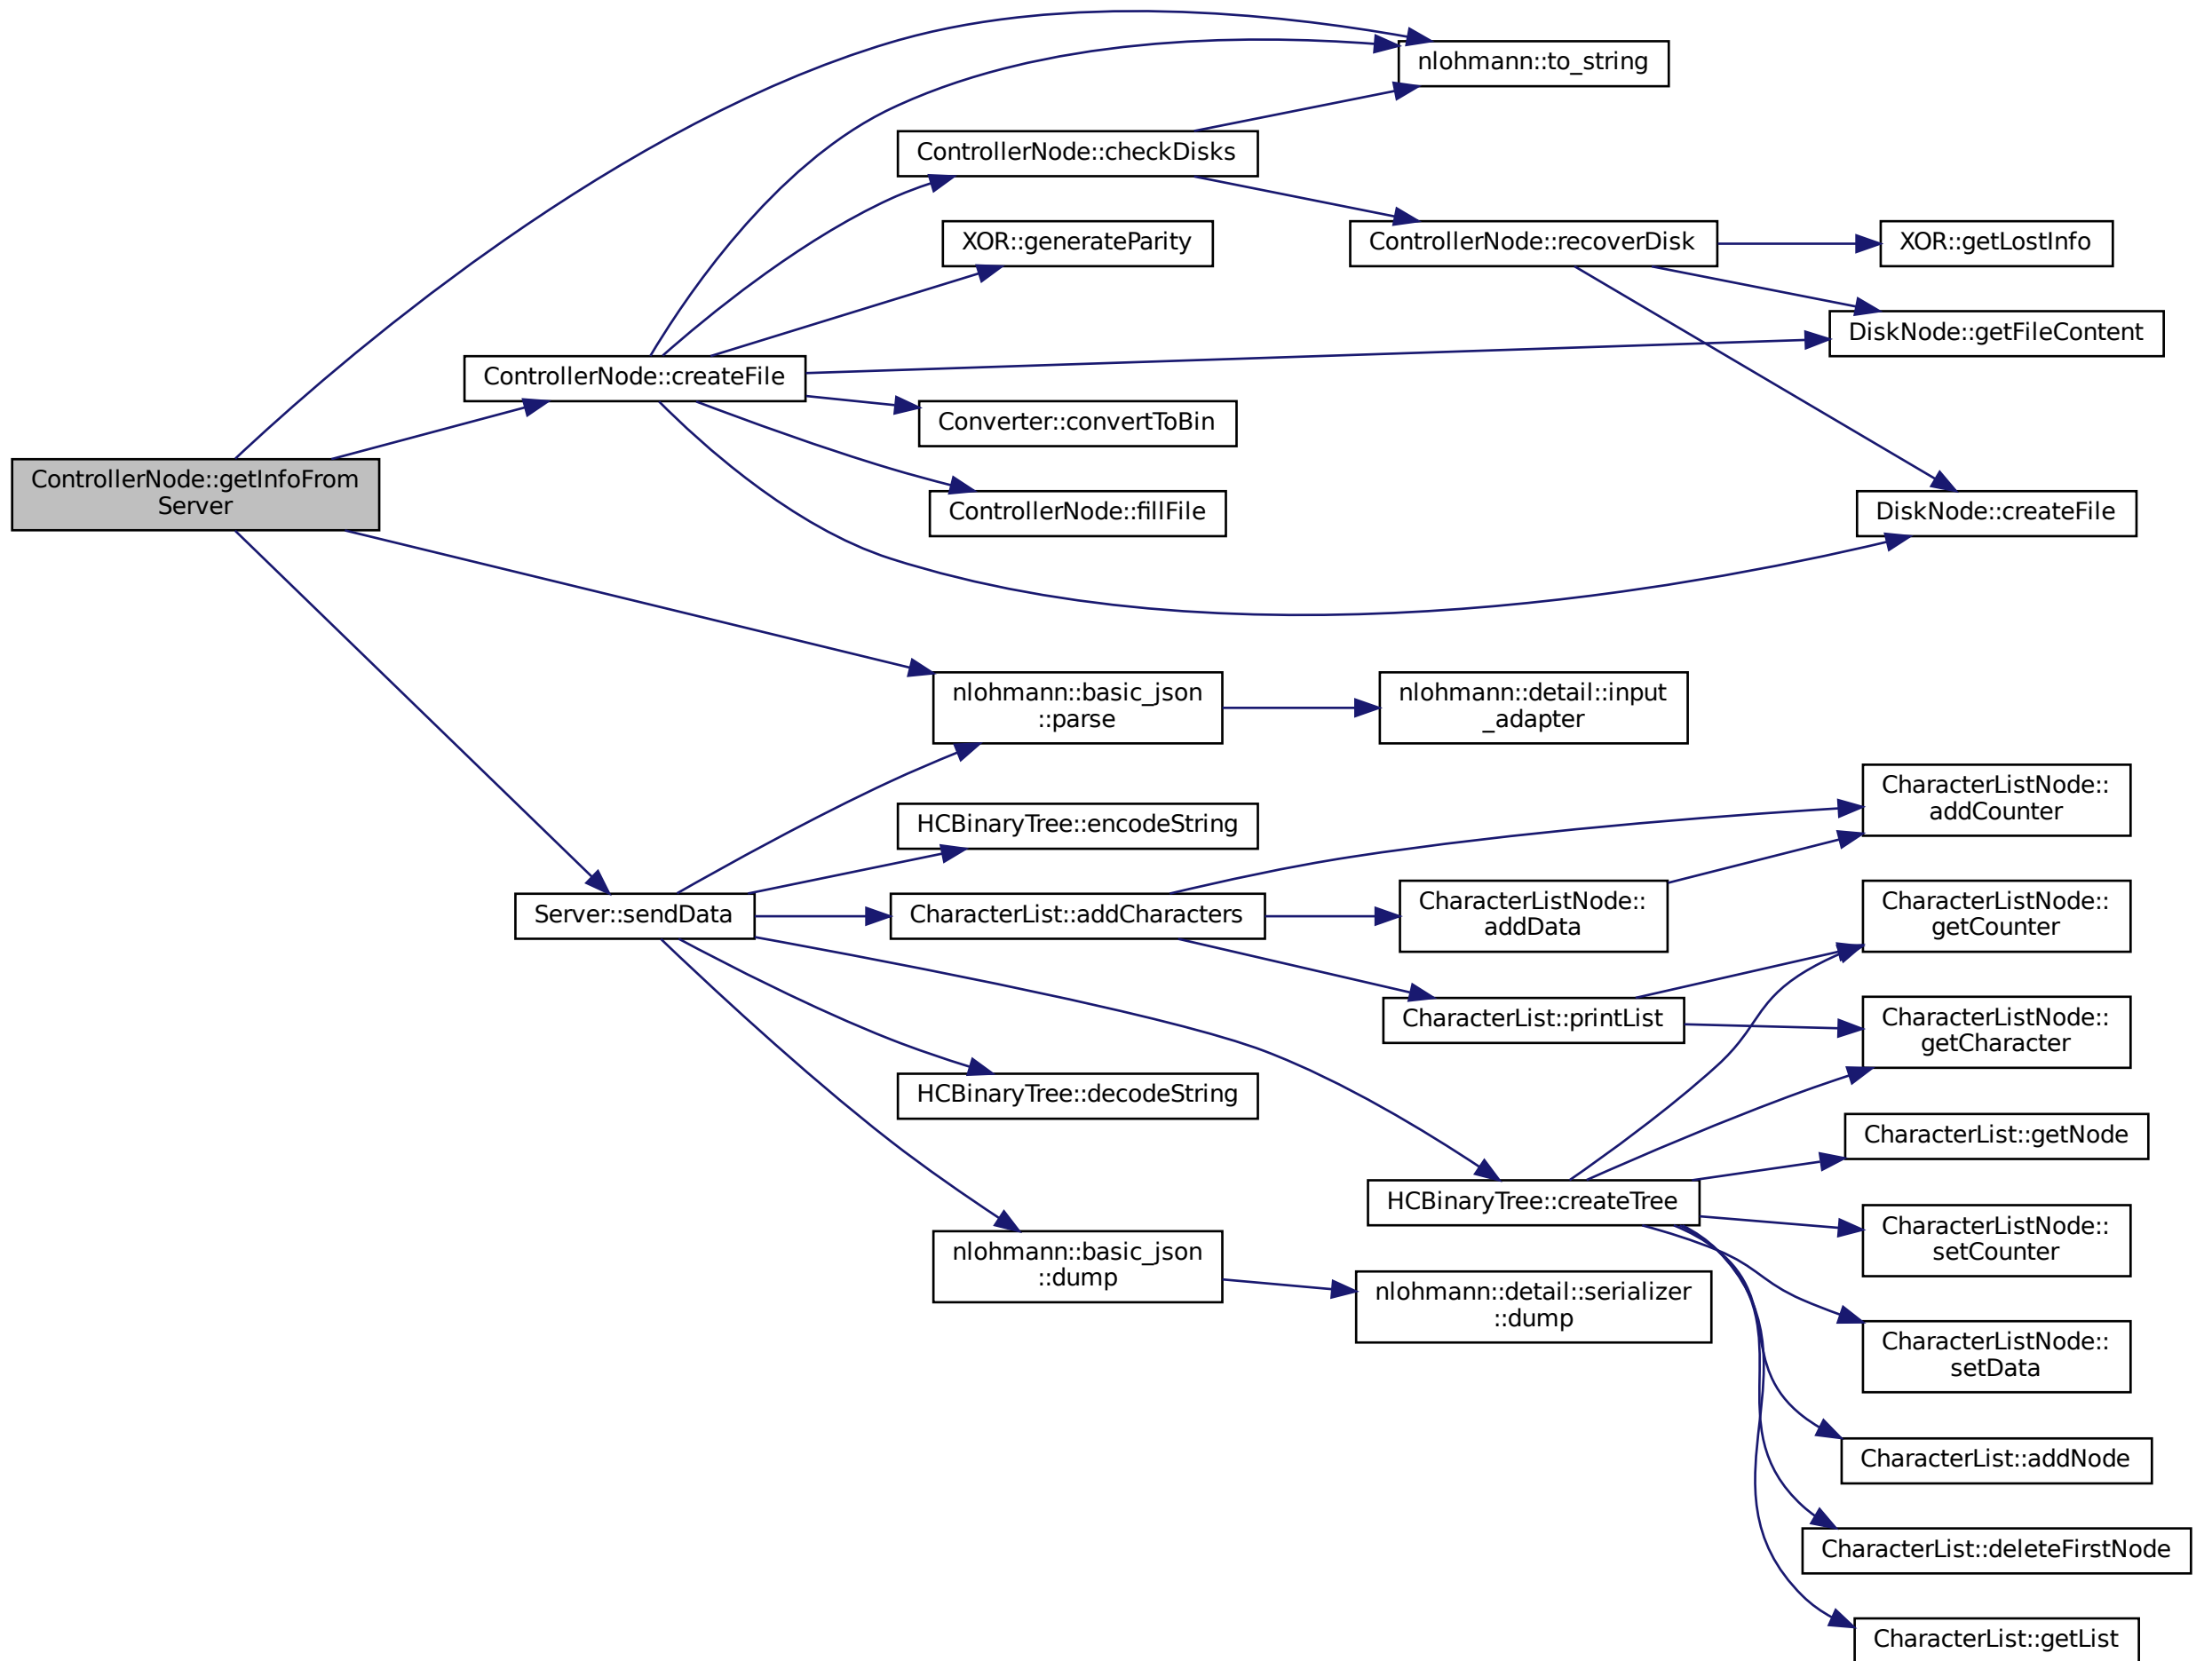 nlohmann::to_string
ControllerNode::checkDisks
XOR::generateParity
ControllerNode::recoverDisk
XOR::getLostInfo
DiskNode::getFileContent
ControllerNode::createFile
Converter::convertToBin
ControllerNode::getInfoFrom
Server
ControllerNode::fillFile
DiskNode::createFile
nlohmann::basic_json
::parse
nlohmann::detail::input
_adapter
HCBinaryTree::encodeString
CharacterListNode::
addCounter
Server::sendData
CharacterList::addCharacters
CharacterListNode::
addData
CharacterListNode::
getCounter
CharacterList::printList
CharacterListNode::
getCharacter
HCBinaryTree::decodeString
CharacterList::getNode
HCBinaryTree::createTree
CharacterListNode::
setCounter
nlohmann::basic_json
::dump
nlohmann::detail::serializer
::dump
CharacterListNode::
setData
CharacterList::addNode
CharacterList::deleteFirstNode
CharacterList::getList